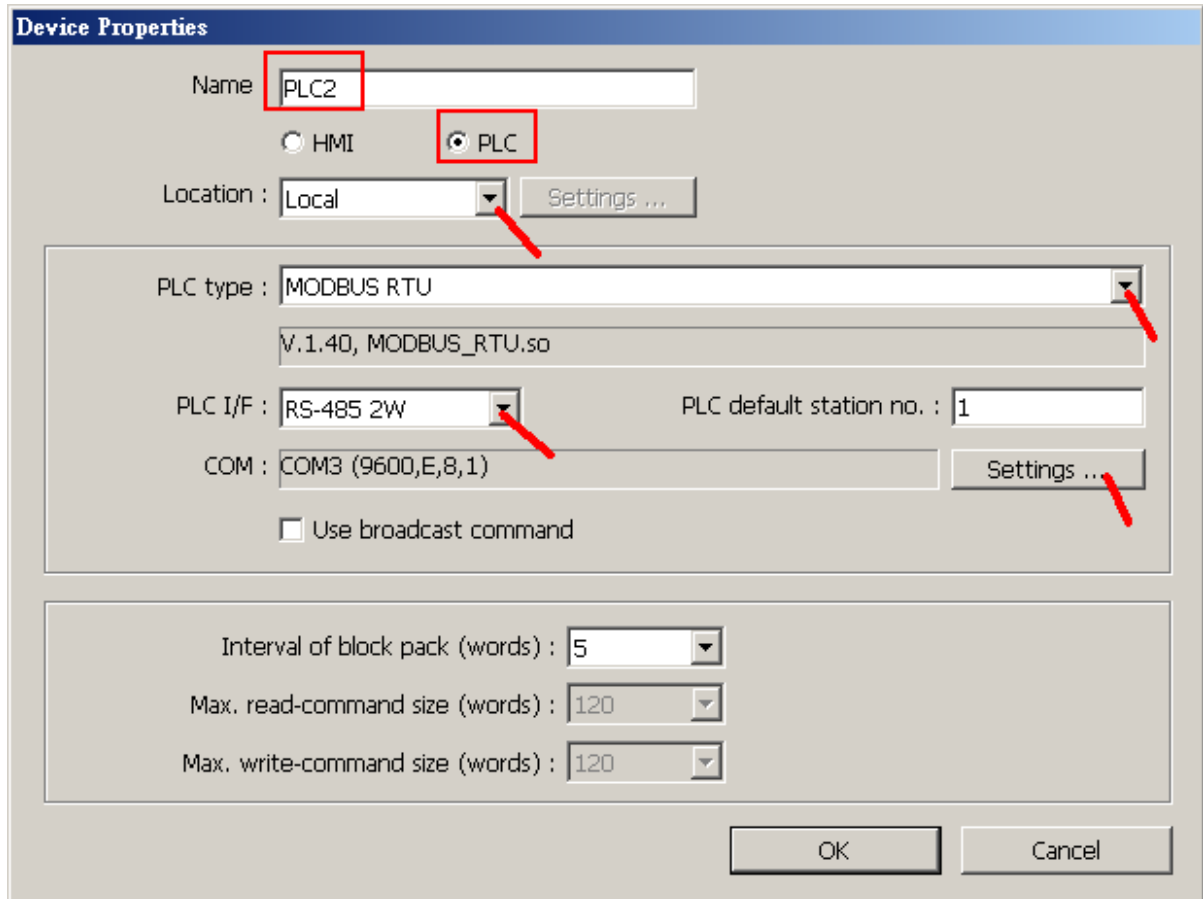 Device Properties
Name PLC2
HMI PLC
Location : Local Settings ...
PLC type : MODBUS RTU
V.1.40, MODBUS_RTU.so
PLC I/F : RS-485 2W PLC default station no. : 1
COM : COM3 (9600,E,8,1) Settings ...
Use broadcast command
Interval of block pack (words) : 5
Max. read-command size (words) : 120
Max. write-command size (words) : 120
OK Cancel